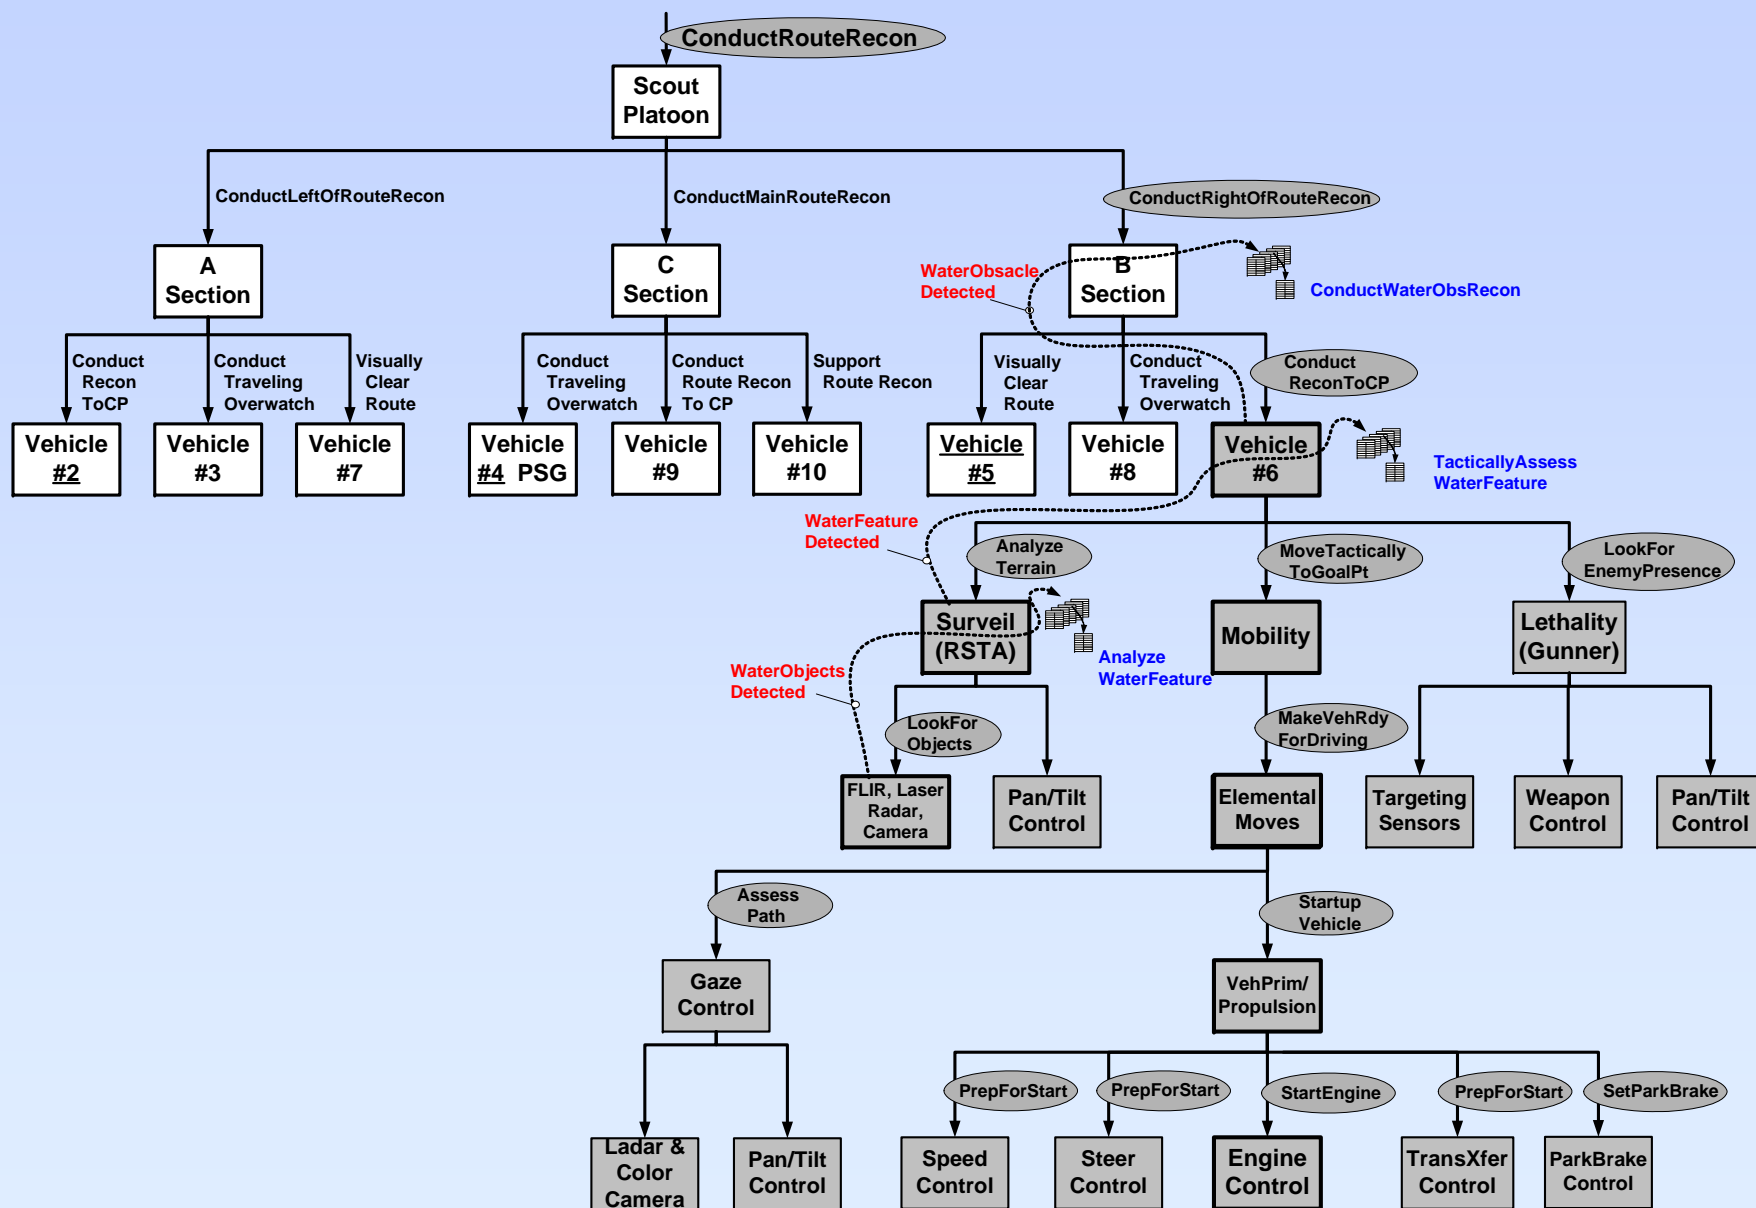 ConductRouteRecon
Scout
Platoon
ConductLeftOfRouteRecon
ConductMainRouteRecon
ConductRightOfRouteRecon
A
Section
C
Section
B
Section
WaterObsacle
Detected
ConductWaterObsRecon
Conduct
Recon
ToCP
Conduct
Traveling
Overwatch
Visually
Clear
Route
Conduct
Traveling
Overwatch
Conduct
Route Recon
To CP
Support
Route Recon
Visually
Clear
Route
Conduct
Traveling
Overwatch
Conduct
ReconToCP
Vehicle
#2
Vehicle
#3
Vehicle
#7
Vehicle
#4 PSG
Vehicle
#9
Vehicle
#10
Vehicle
#5
Vehicle
#8
Vehicle
#6
TacticallyAssess
WaterFeature
WaterFeature
Detected
Analyze
Terrain
MoveTactically
ToGoalPt
LookFor
EnemyPresence
Surveil
(RSTA)
Mobility
Lethality
(Gunner)
Analyze
WaterFeature
WaterObjects
Detected
LookFor
Objects
MakeVehRdy
ForDriving
FLIR, Laser
Radar,
Camera
Pan/Tilt
Control
Elemental
Moves
Targeting
Sensors
Weapon
Control
Pan/Tilt
Control
Assess
Path
Startup
Vehicle
Gaze
Control
VehPrim/
Propulsion
PrepForStart
PrepForStart
StartEngine
PrepForStart
SetParkBrake
Ladar &
Color
Camera
Pan/Tilt
Control
Speed
Control
Steer
Control
Engine
Control
TransXfer
Control
ParkBrake
Control